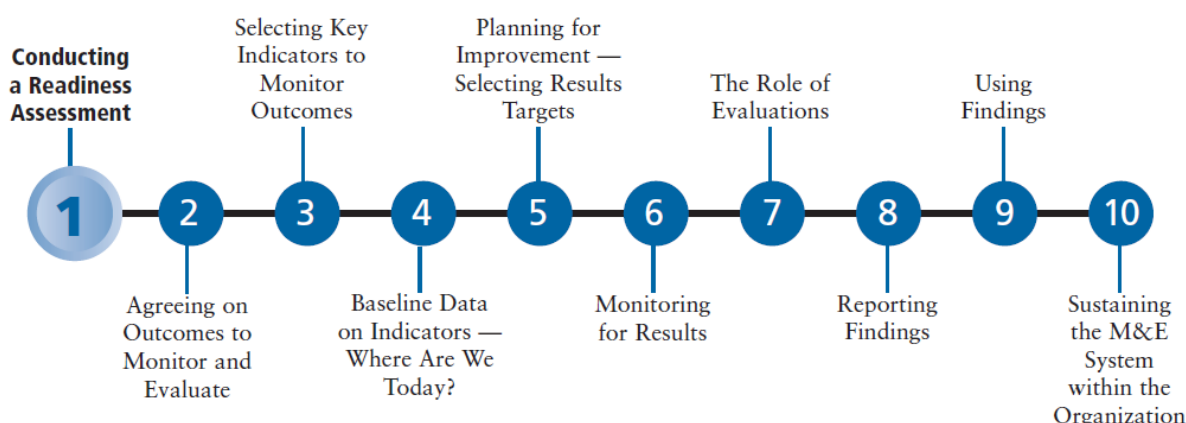 Conducting
a Readiness
Assessment
1
2
Agreeing on
Outcomes to
Monitor and
Evaluate
Selecting Key
Indicators to
Monitor
Outcomes
3
4
Baseline Data
on Indicators —
Where Are We
Today?
Planning for
Improvement —
Selecting Results
Targets
5
6
Monitoring
for Results
The Role of
Evaluations
7
8
Reporting
Findings
Using
Findings
9
10
Sustaining
the M&E
System
within the
Organization